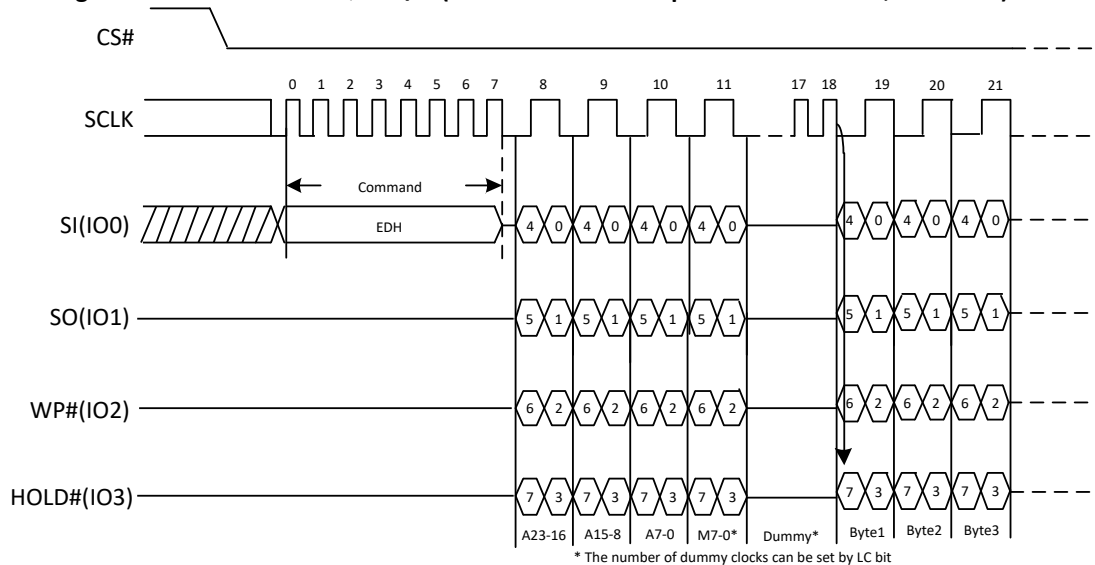 CS#
0 1 2 3 4 5 6 7 8 9 10 11 17 18 19 20 21
SCLK
Command
SI(IO0) EDH 4 0 4 0 4 0 4 0 4 0 4 0 4 0
SO(IO1) 5 1 5 1 5 1 5 1 5 1 5 1 5 1
WP#(IO2) 6 2 6 2 6 2 6 2 6 2 6 2 6 2
HOLD#(IO3) 7 3 7 3 7 3 7 3 7 3 7 3 7 3
A23-16 A15-8 A7-0 M7-0* Dummy* Byte1 Byte2 Byte3
* The number of dummy clocks can be set by LC bit